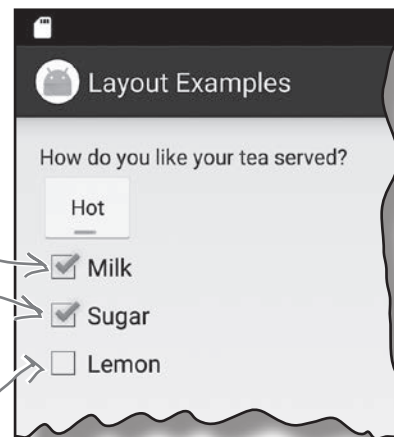 Layout Examples
How do you like your tea served?
Hot
Milk
Sugar
Lemon